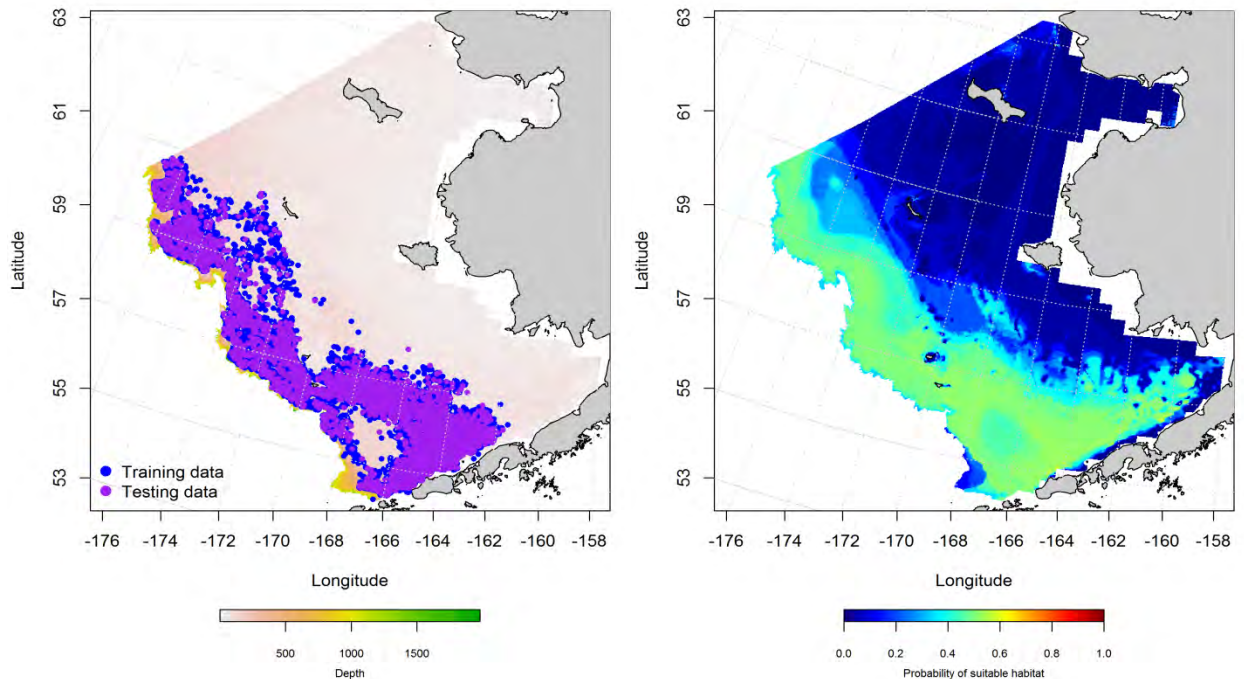 63
61
59
57
55
53
Latitude
Training data
Testing data
-176 -174 -172 -170 -168 -166 -164 -162 -160 -158
Longitude
500 1000 1500
Depth
63
61
59
57
55
53
Latitude
-176 -174 -172 -170 -168 -166 -164 -162 -160 -158
Longitude
0.0 0.2 0.4 0.6 0.8 1.0
Probability of suitable habitat